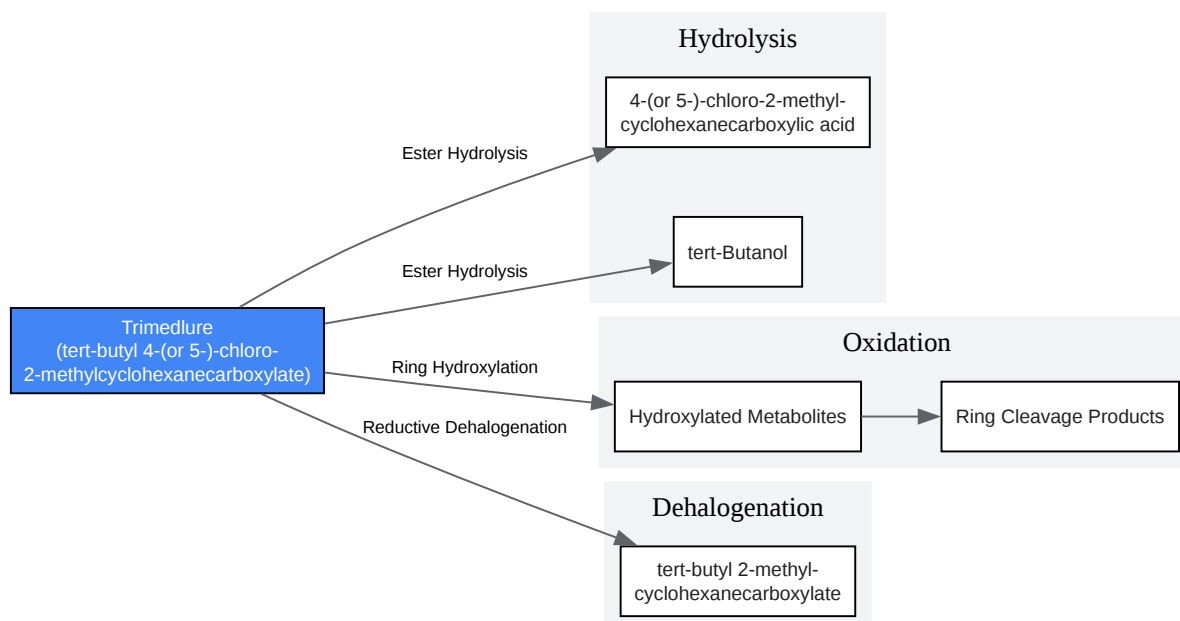 Hydrolysis
4-(or 5-)-chloro-2-methyl-
cyclohexanecarboxylic acid
Ester Hydrolysis
tert-Butanol
Ester Hydrolysis
Trimedlure
(tert-butyl 4-(or 5-)-chloro-
2-methylcyclohexanecarboxylate)
Oxidation
Ring Hydroxylation
Hydroxylated Metabolites
Ring Cleavage Products
Reductive Dehalogenation
Dehalogenation
tert-butyl 2-methyl-
cyclohexanecarboxylate